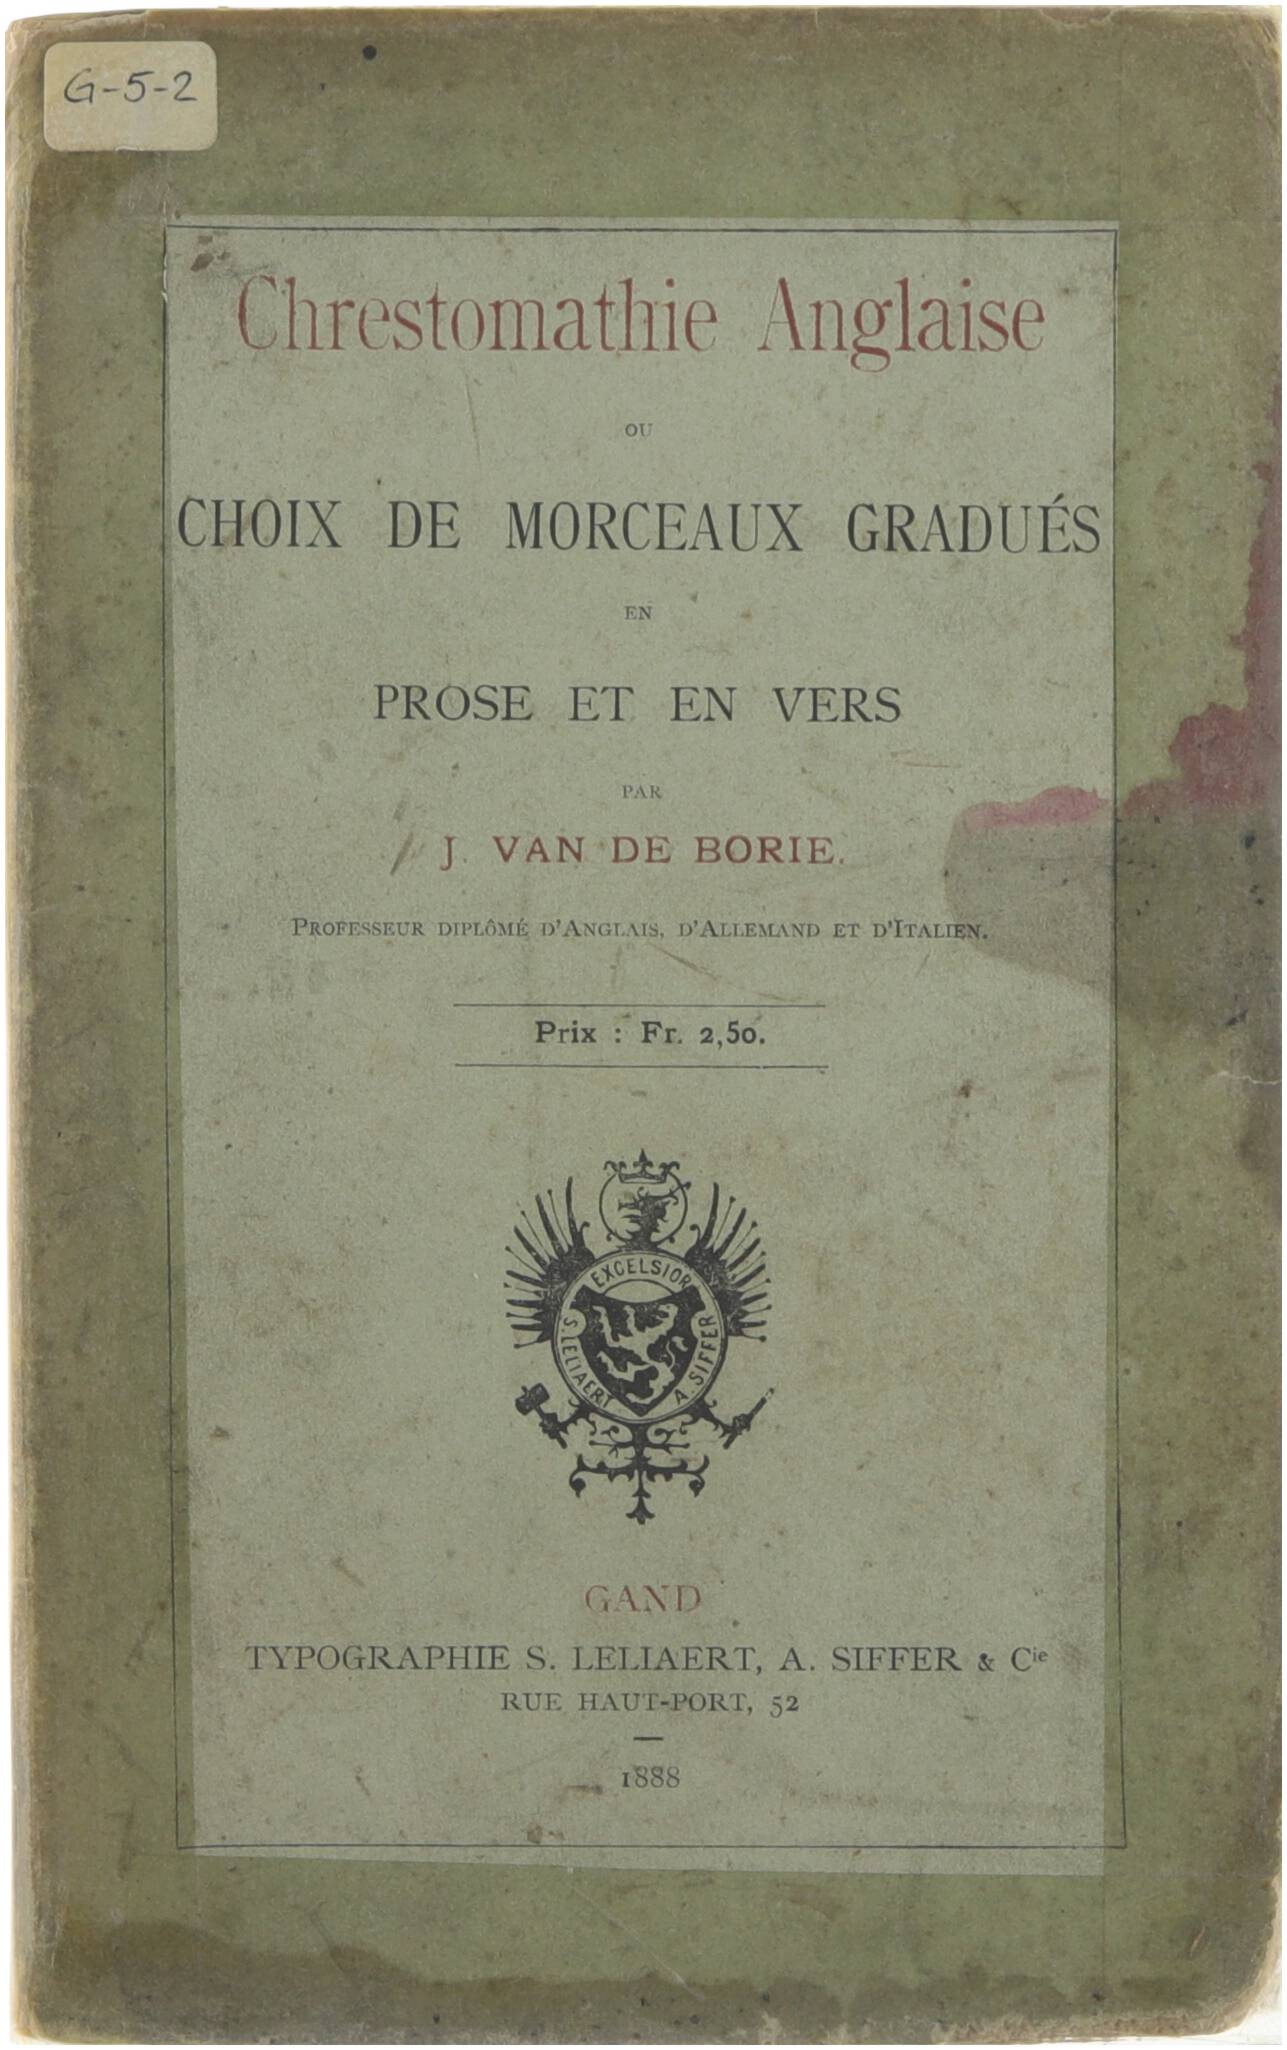 G-5-2
Chrestomathie Anglaise
OU
CHOIX DE MORCEAUX GRADUÉS
EN
PROSE ET EN VERS
PAR
J. VAN DE BORIE.
PROFESSEUR DIPLÔMÉ D'ANGLAIS, D'ALLEMAND ET D'ITALIEN.
Prix : Fr. 2,50.
EXCELSIOR
S. LELIAERT
A. SIFFER
GAND
TYPOGRAPHIE S. LELIAERT, A. SIFFER & Cie
RUE HAUT-PORT, 52
1888